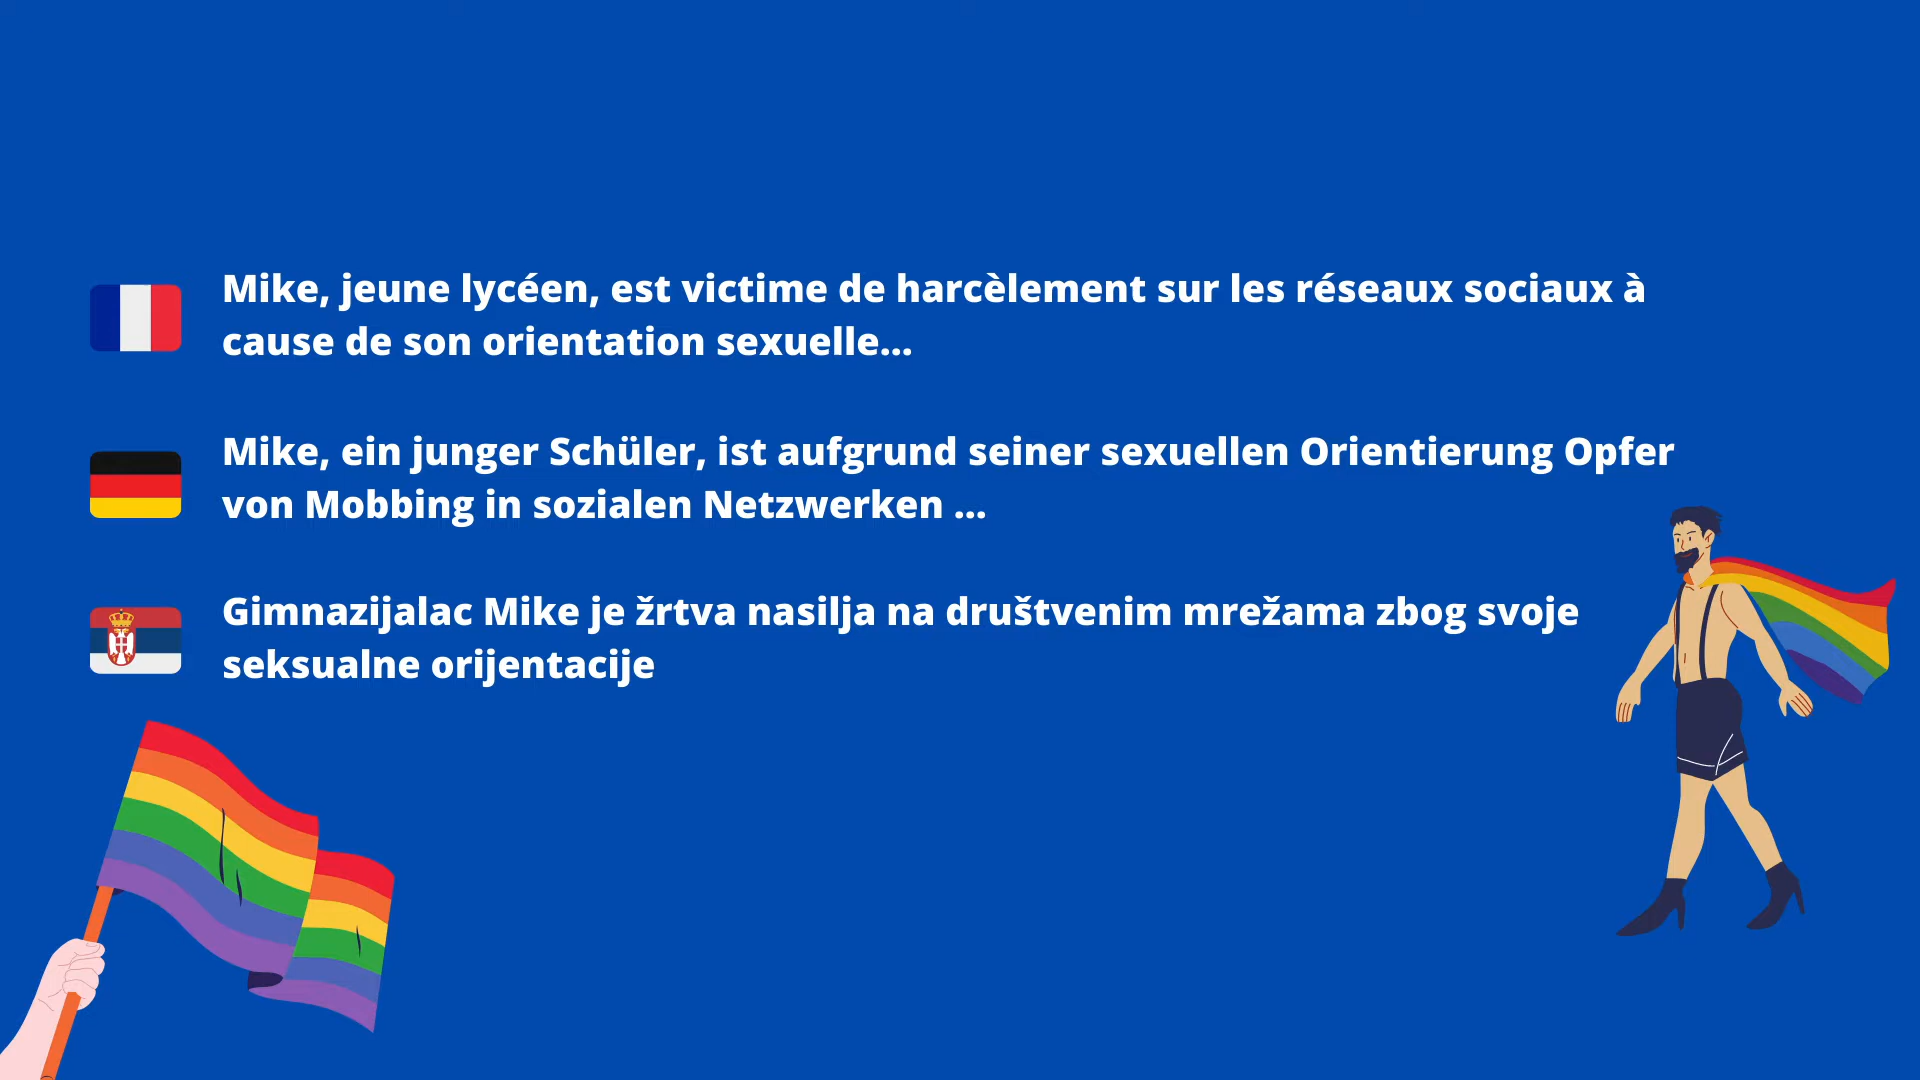 Mike, jeune lycéen, est victime de harcèlement sur les réseaux sociaux à
cause de son orientation sexuelle...
Mike, ein junger Schüler, ist aufgrund seiner sexuellen Orientierung Opfer
von Mobbing in sozialen Netzwerken ...
Gimnazijalac Mike je žrtva nasilja na društvenim mrežama zbog svoje
seksualne orijentacije